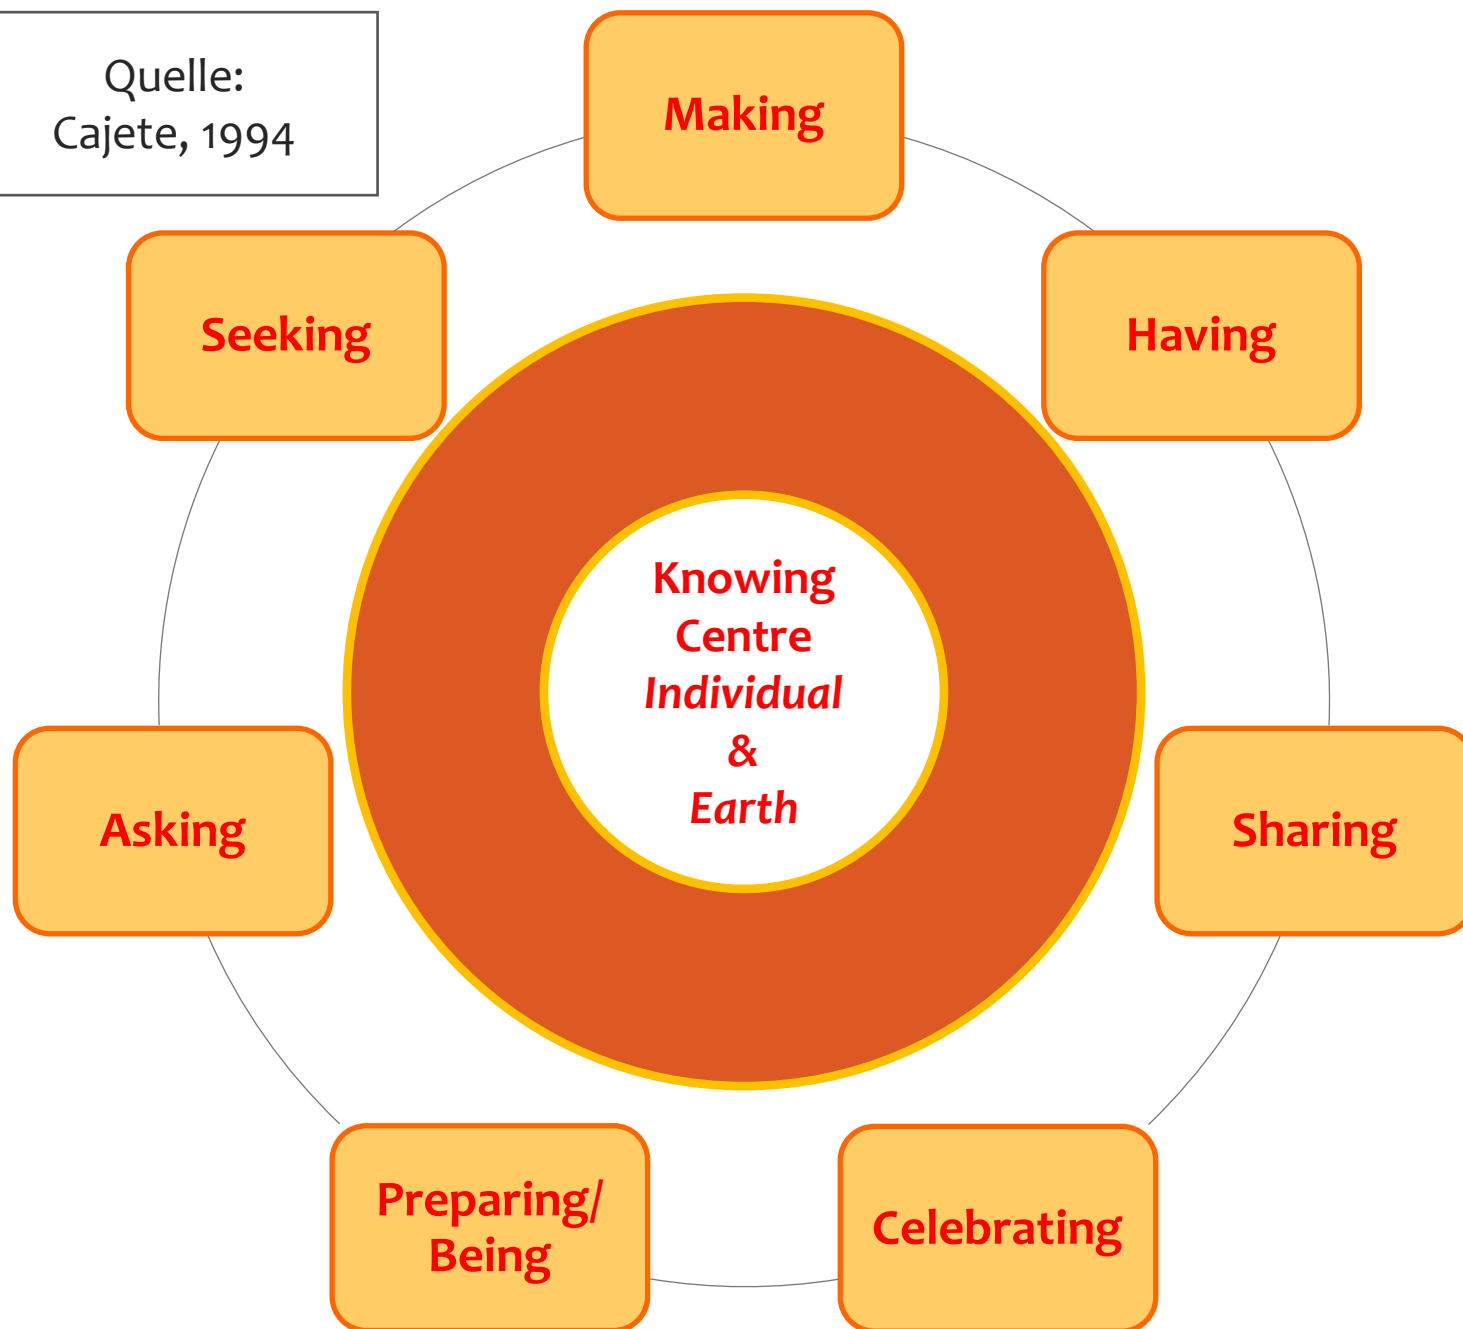 Quelle:
Cajete, 1994
Making
Seeking
Having
Knowing
Centre
Individual
&
Earth
Asking
Sharing
Preparing/
Being
Celebrating